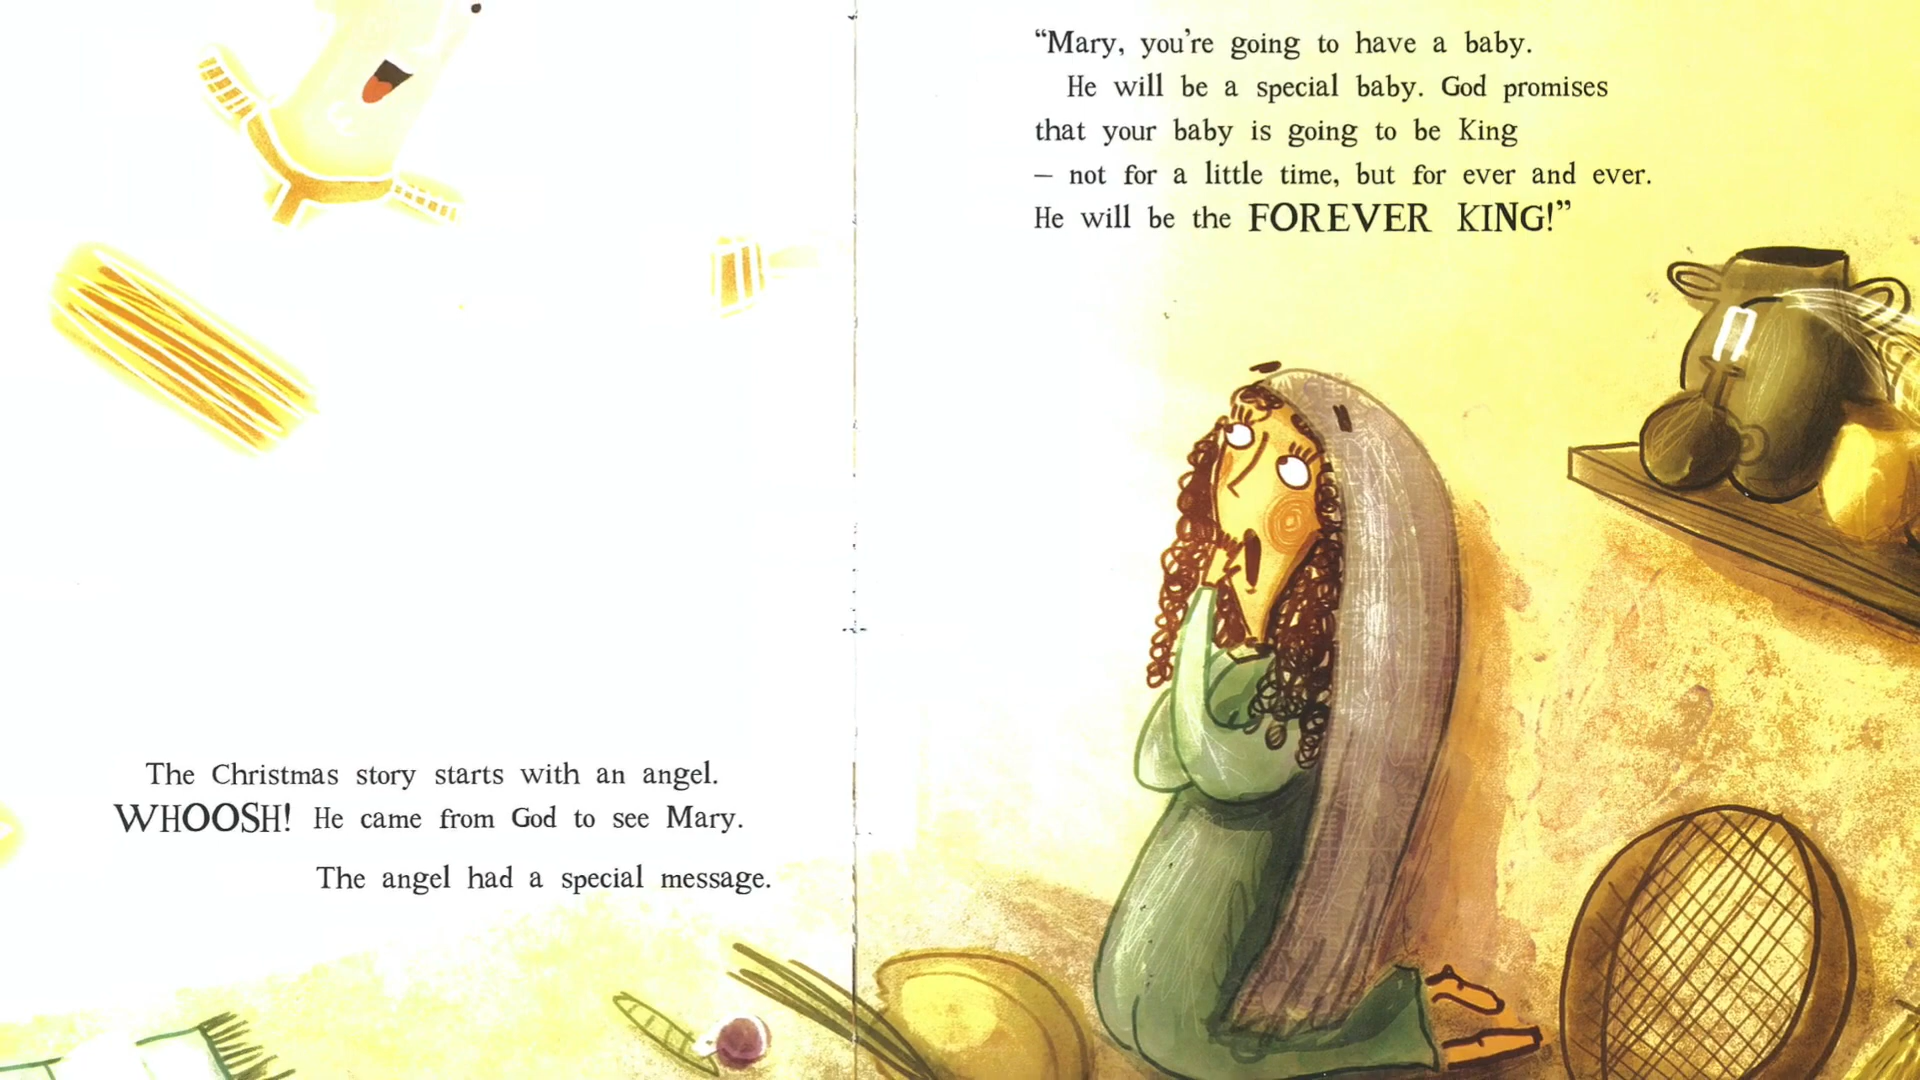 The Christmas story starts with an angel.
WHOOSH! He came from God to see Mary.
The angel had a special message.
“Mary, you’re going to have a baby.
He will be a special baby. God promises
that your baby is going to be King
– not for a little time, but for ever and ever.
He will be the FOREVER KING!”